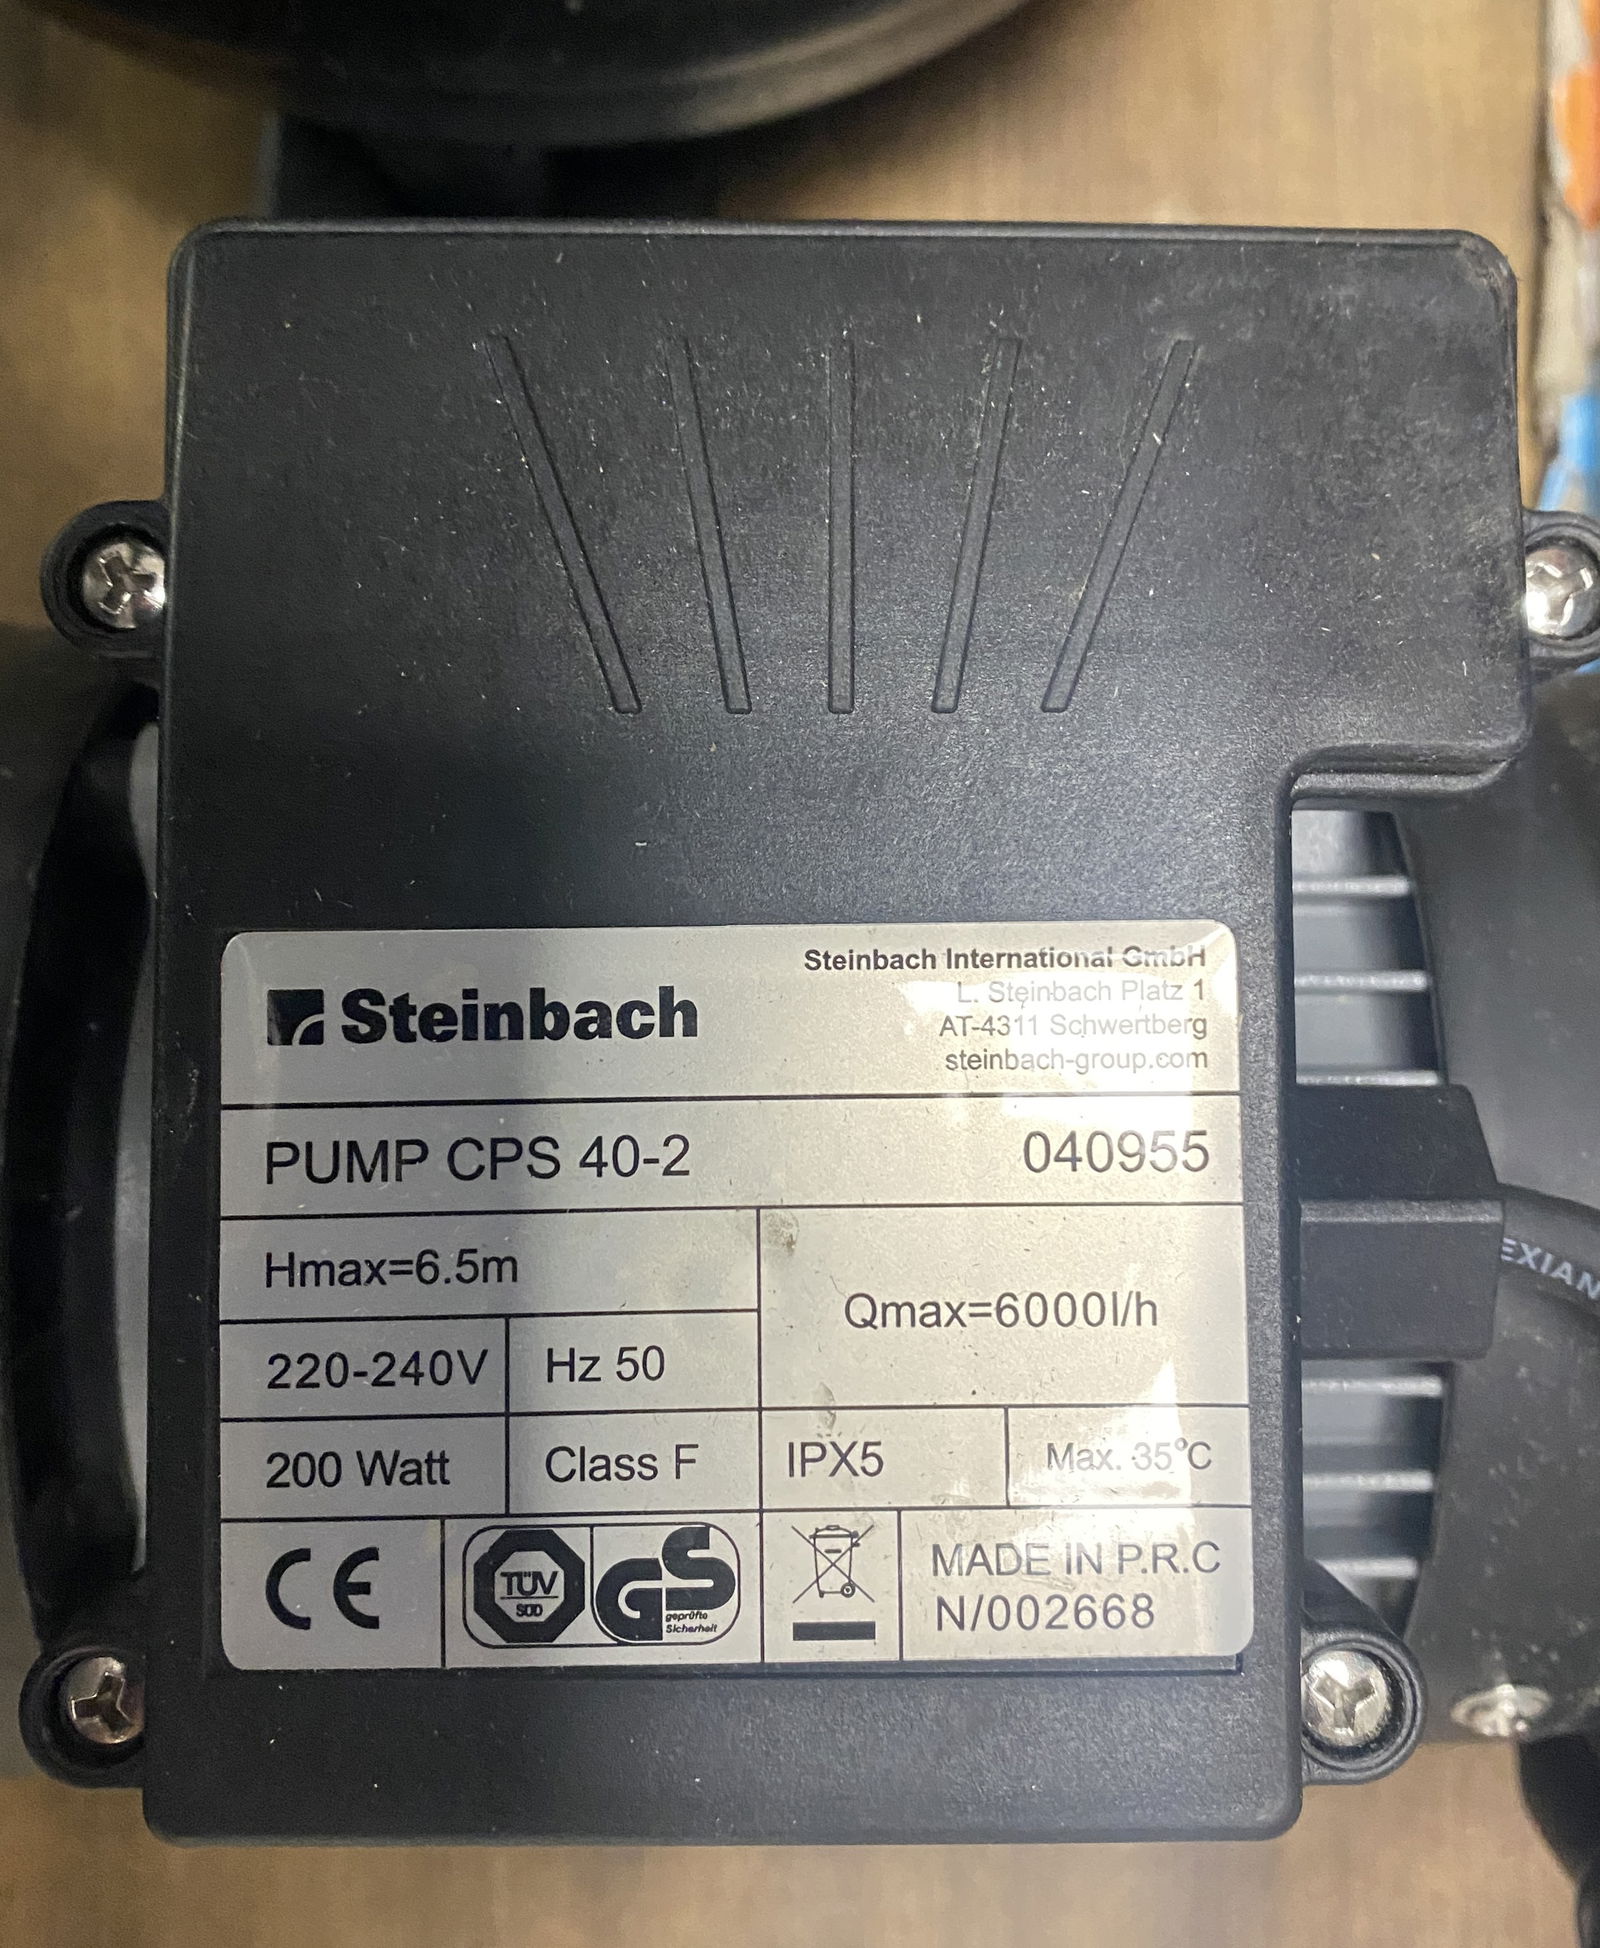 Steinbach
Steinbach International GmbH
L. Steinbach Platz 1
AT-4311 Schwertberg
steinbach-group.com
PUMP CPS 40-2
040955
Hmax=6.5m
Qmax=6000l/h
220-240V
Hz 50
200 Watt
Class F
IPX5
Max. 35°C
CE
TÜV
SÜD
GS
geprüfte
Sicherheit
MADE IN P.R.C
N/002668
EXIAN